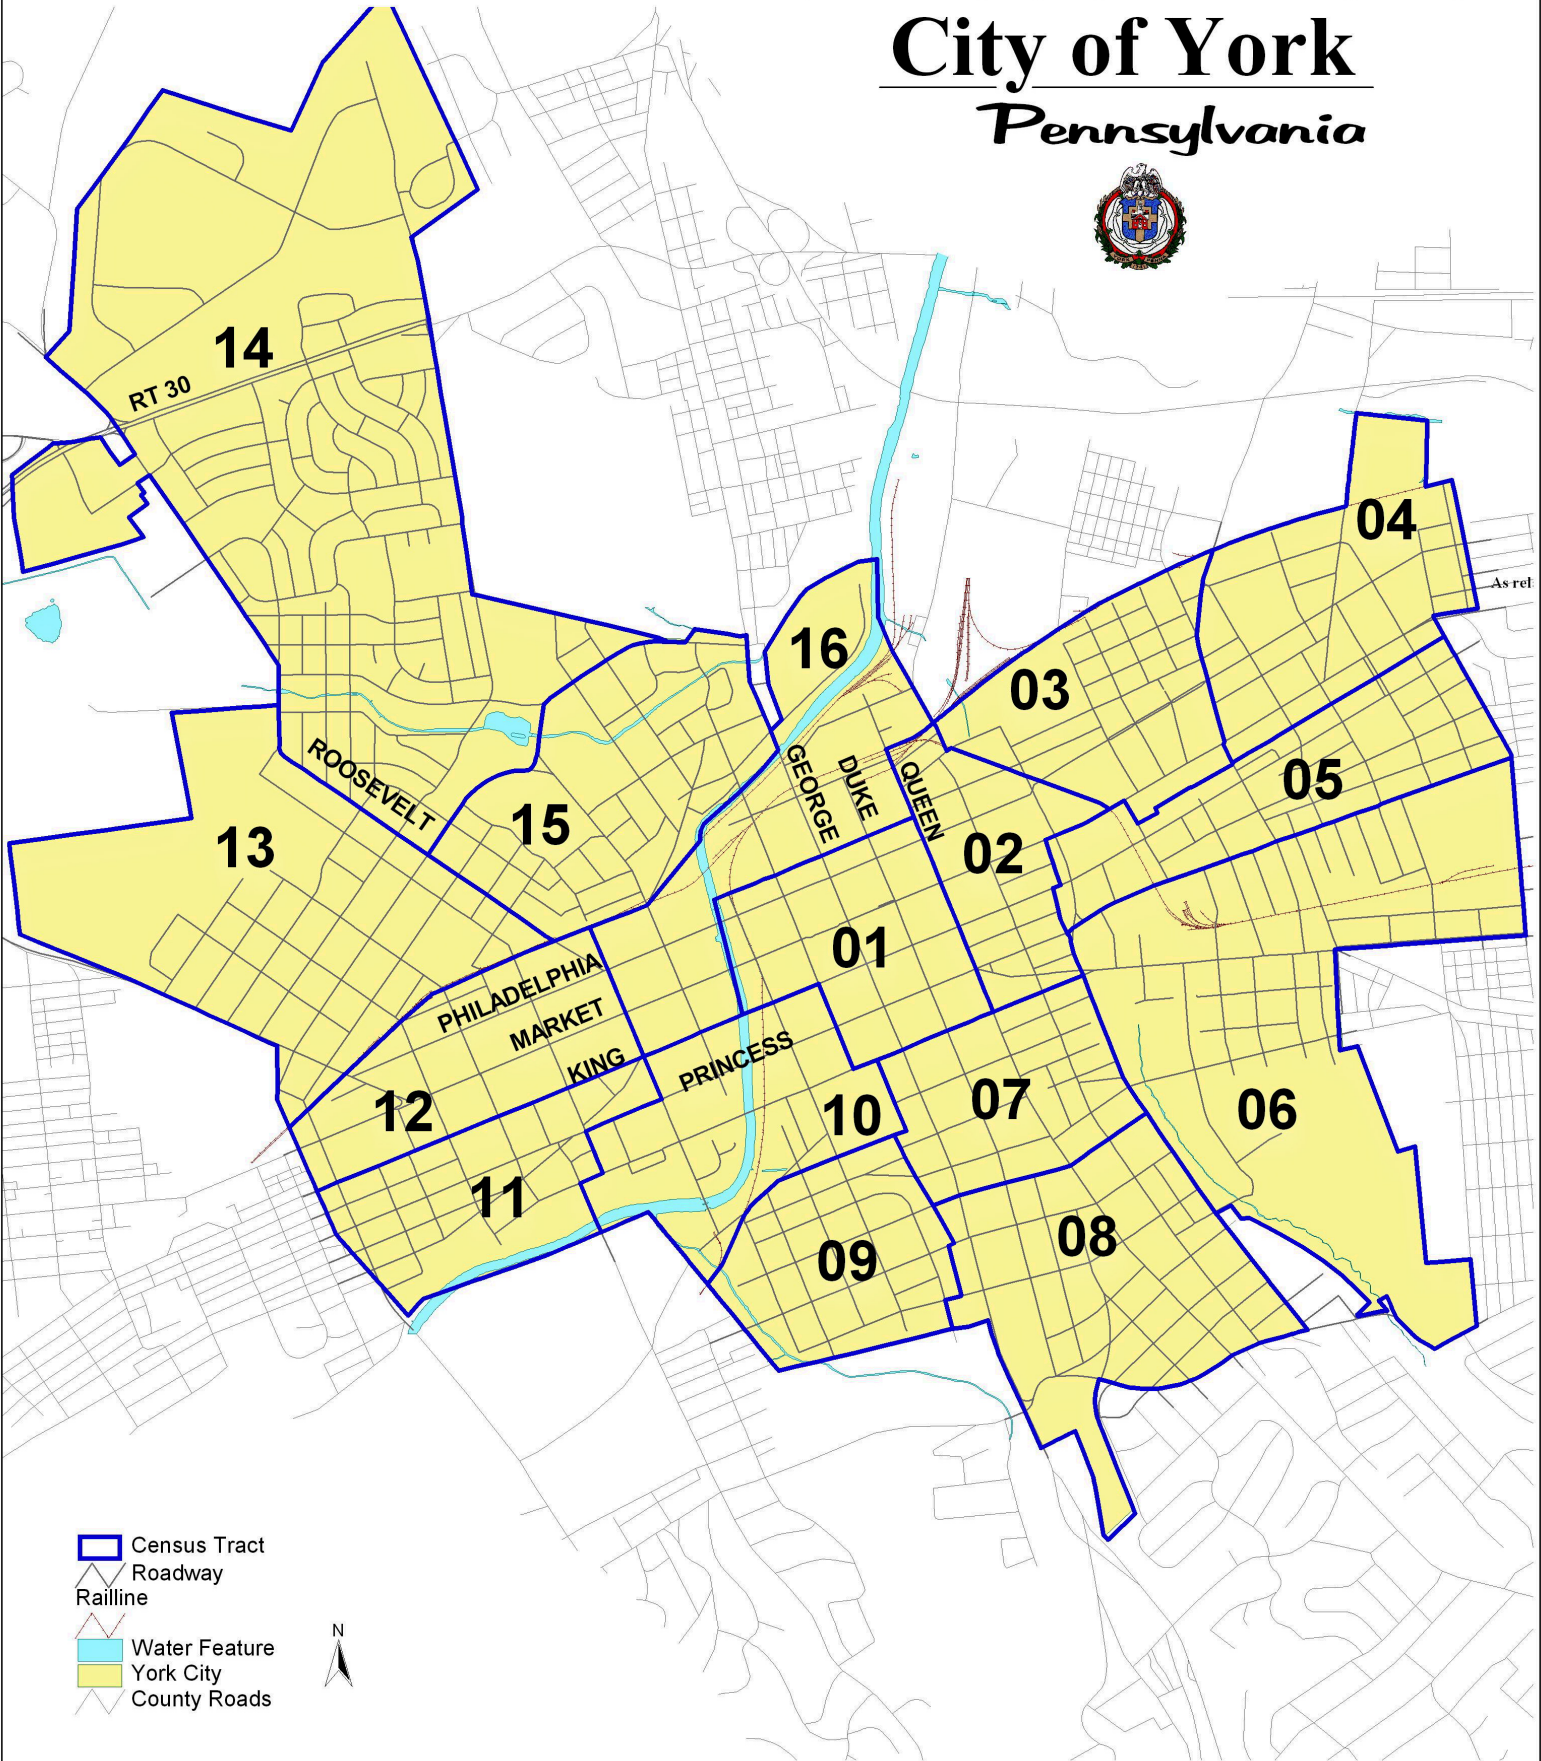 City of York
Pennsylvania
14
RT 30
04
As rel
16
03
ROOSEVELT
GEORGE
DUKE
QUEEN
05
15
13
02
01
PHILADELPHIA
MARKET
KING
PRINCESS
12
10
07
06
11
09
08
Census Tract
Roadway
Railline
Water Feature
York City
County Roads
N